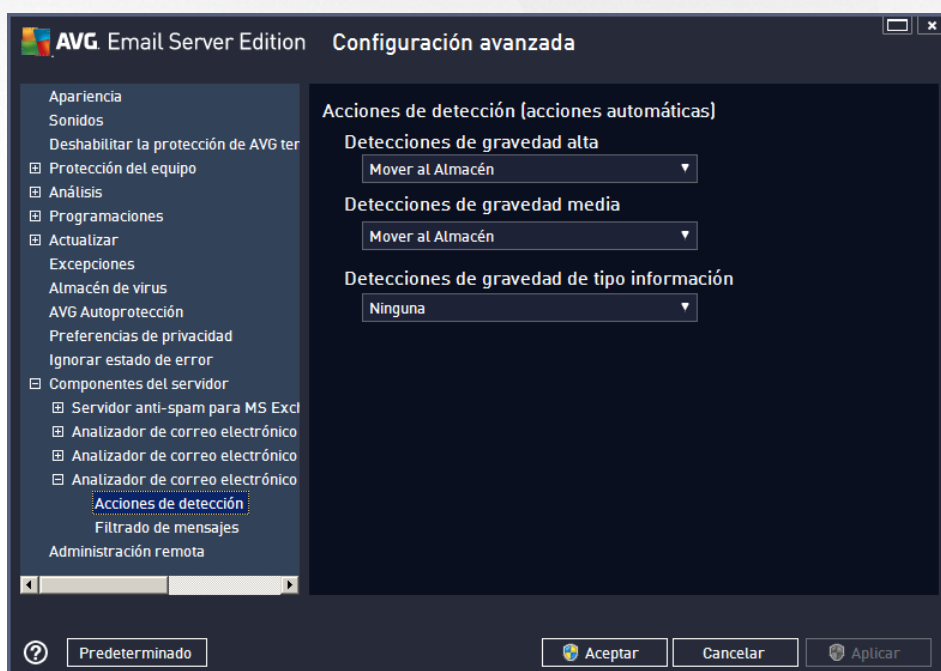 AVG. Email Server Edition Configuración avanzada
Apariencia
Sonidos
Deshabilitar la protección de AVG ter
Protección del equipo
Análisis
Programaciones
Actualizar
Excepciones
Almacén de virus
AVG Autoprotección
Preferencias de privacidad
Ignorar estado de error
Componentes del servidor
Servidor anti-spam para MS Excl
Analizador de correo electrónico
Analizador de correo electrónico
Analizador de correo electrónico
Acciones de detección
Filtrado de mensajes
Administración remota
Acciones de detección (acciones automáticas)
Detecciones de gravedad alta
Mover al Almacén
Detecciones de gravedad media
Mover al Almacén
Detecciones de gravedad de tipo información
Ninguna
? Predeterminado Aceptar Cancelar Aplicar